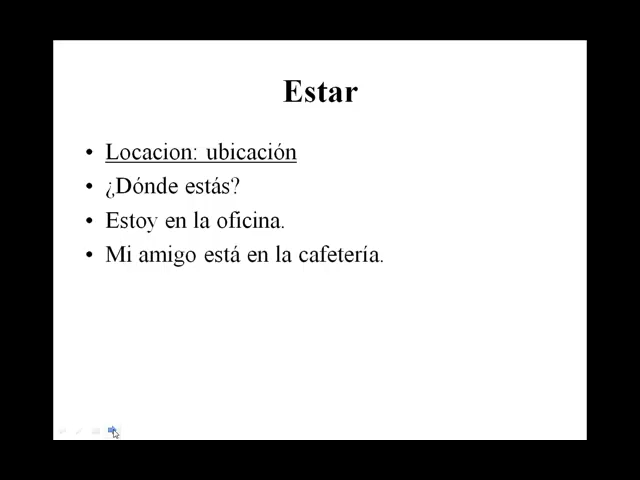 Estar
• Locacion: ubicación
• ¿Dónde estás?
• Estoy en la oficina.
• Mi amigo está en la cafetería.